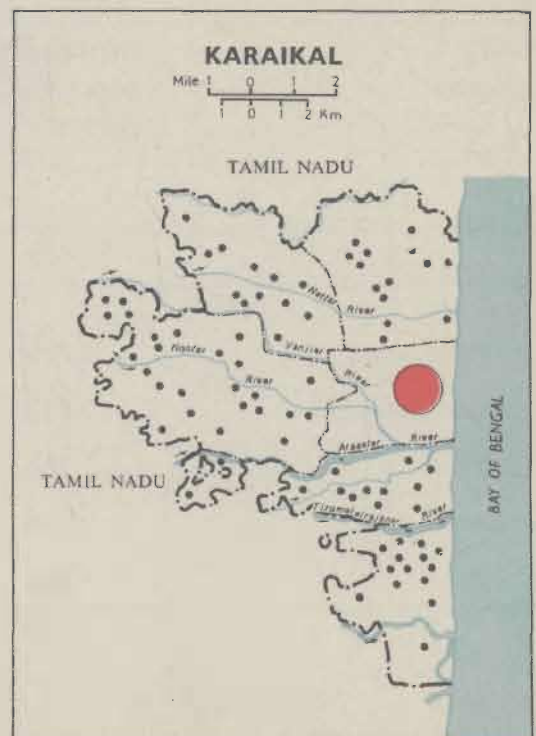 KARAIKAL
Mile 1 0 1 2
1 0 1 2 Km
TAMIL NADU
Nattar River
Vanjiar River
Nandar River
Arasalar River
TAMIL NADU
River
BAY OF BENGAL